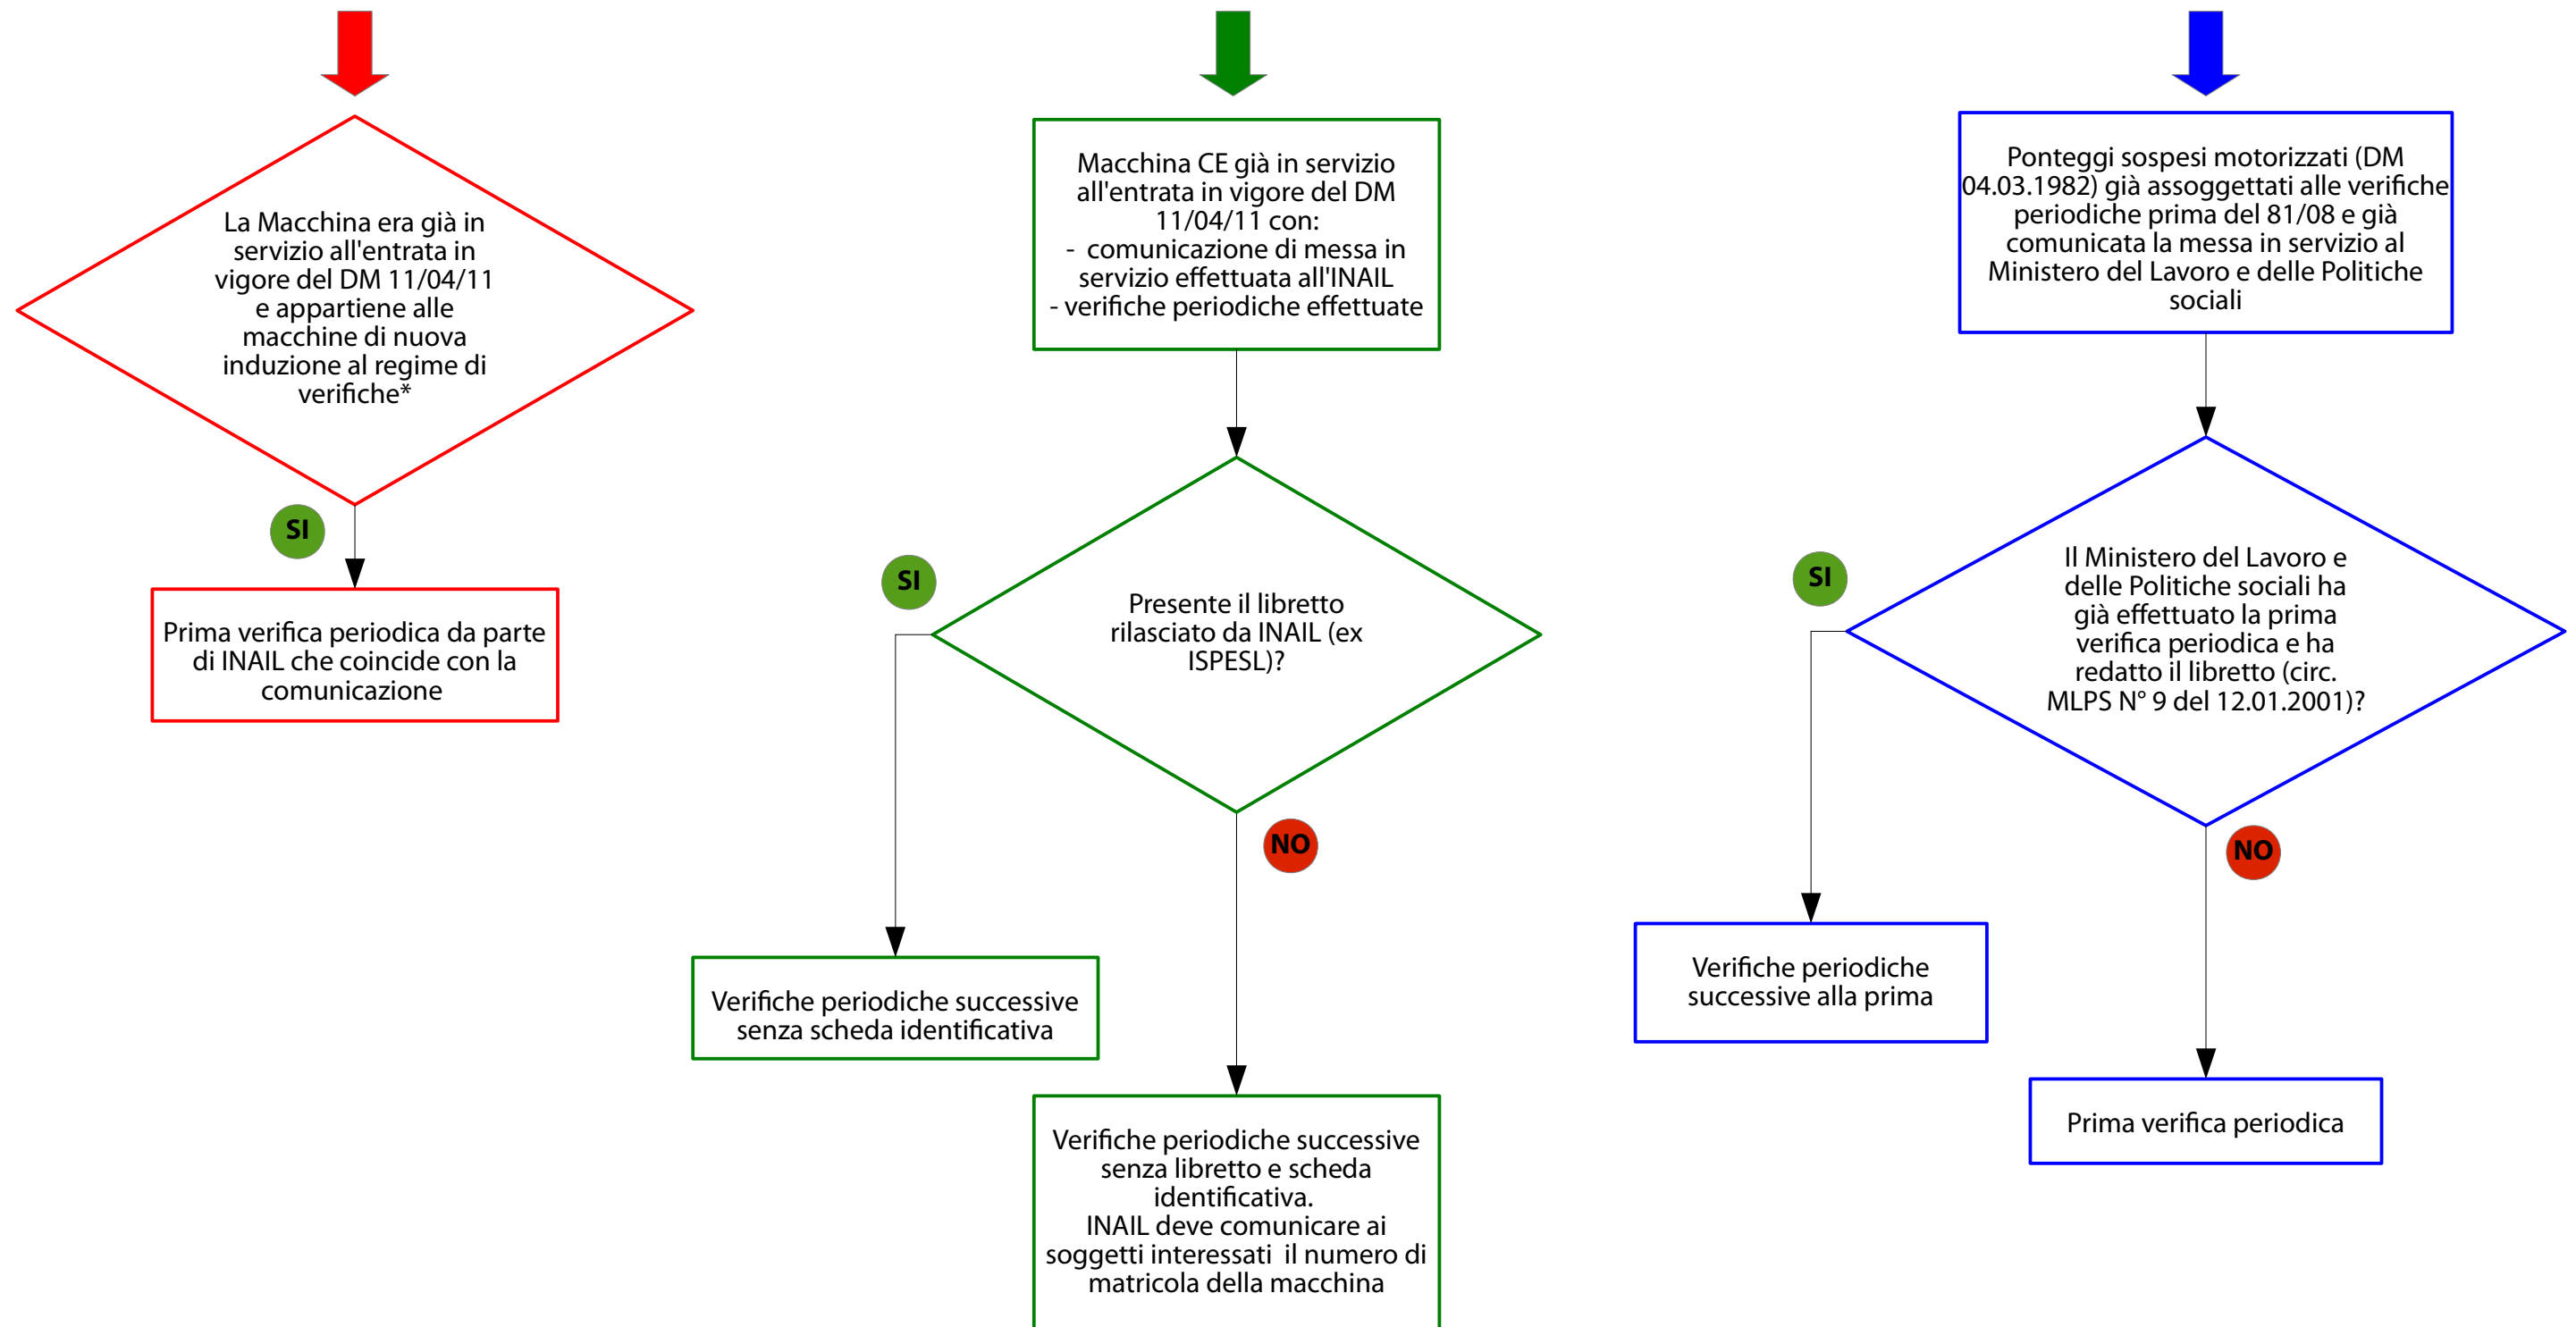 La Macchina era già in
servizio all'entrata in
vigore del DM 11/04/11
e appartiene alle
macchine di nuova
induzione al regime di
verifiche*
SI
Prima verifica periodica da parte
di INAIL che coincide con la
comunicazione
Macchina CE già in servizio
all'entrata in vigore del DM
11/04/11 con:
- comunicazione di messa in
servizio effettuata all'INAIL
- verifiche periodiche effettuate
SI
Presente il libretto
rilasciato da INAIL (ex
ISPESL)?
NO
Verifiche periodiche successive
senza scheda identificativa
Verifiche periodiche successive
senza libretto e scheda
identificativa.
INAIL deve comunicare ai
soggetti interessati il numero di
matricola della macchina
Ponteggi sospesi motorizzati (DM
04.03.1982) già assoggettati alle verifiche
periodiche prima del 81/08 e già
comunicata la messa in servizio al
Ministero del Lavoro e delle Politiche
sociali
SI
Il Ministero del Lavoro e
delle Politiche sociali ha
già effettuato la prima
verifica periodica e ha
redatto il libretto (circ.
MLPS N° 9 del 12.01.2001)?
NO
Verifiche periodiche
successive alla prima
Prima verifica periodica